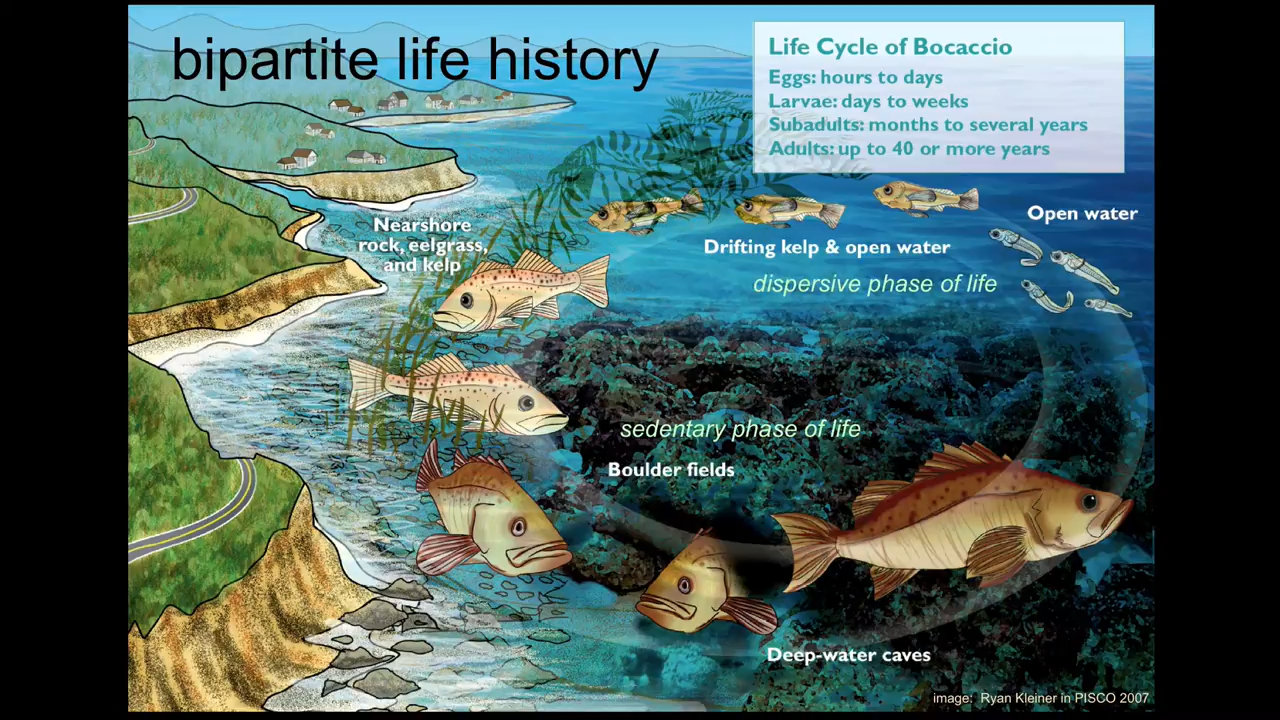 bipartite life history
Life Cycle of Bocaccio
Eggs: hours to days
Larvae: days to weeks
Subadults: months to several years
Adults: up to 40 or more years
Nearshore
rock, eelgrass,
and kelp
Open water
Drifting kelp & open water
dispersive phase of life
sedentary phase of life
Boulder fields
Deep-water caves
image: Ryan Kleiner in PISCO 2007